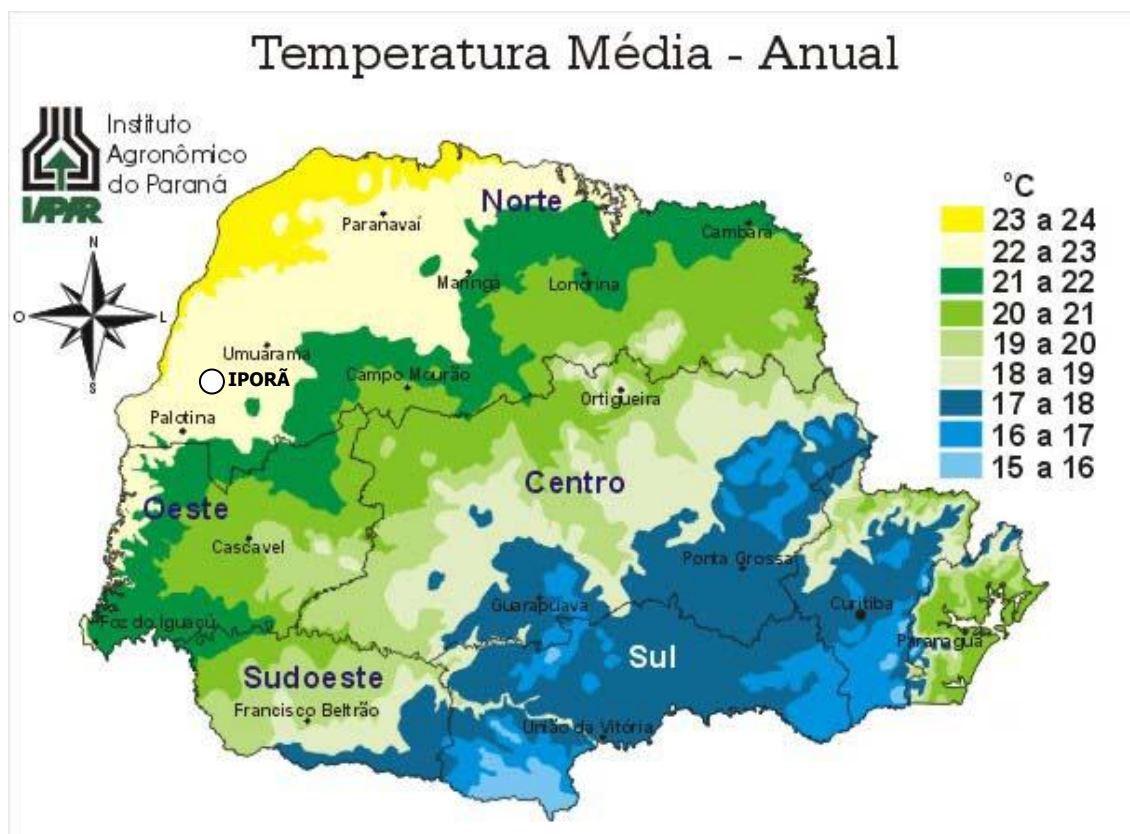 Temperatura Média - Anual
Instituto
Agronômico
do Paraná
IAPAR
N
O
L
S
°C
23 a 24
22 a 23
21 a 22
20 a 21
19 a 20
18 a 19
17 a 18
16 a 17
15 a 16
Norte
Paranavaí
Cambará
Maringá
Londrina
Umuarama
IPORÃ
Campo Mourão
Ortigueira
Palotina
Centro
Oeste
Cascavel
Ponta Grossa
Guarapuava
Curitiba
Foz do Iguaçú
Paranaguá
Sul
Sudoeste
Francisco Beltrão
União da Vitória